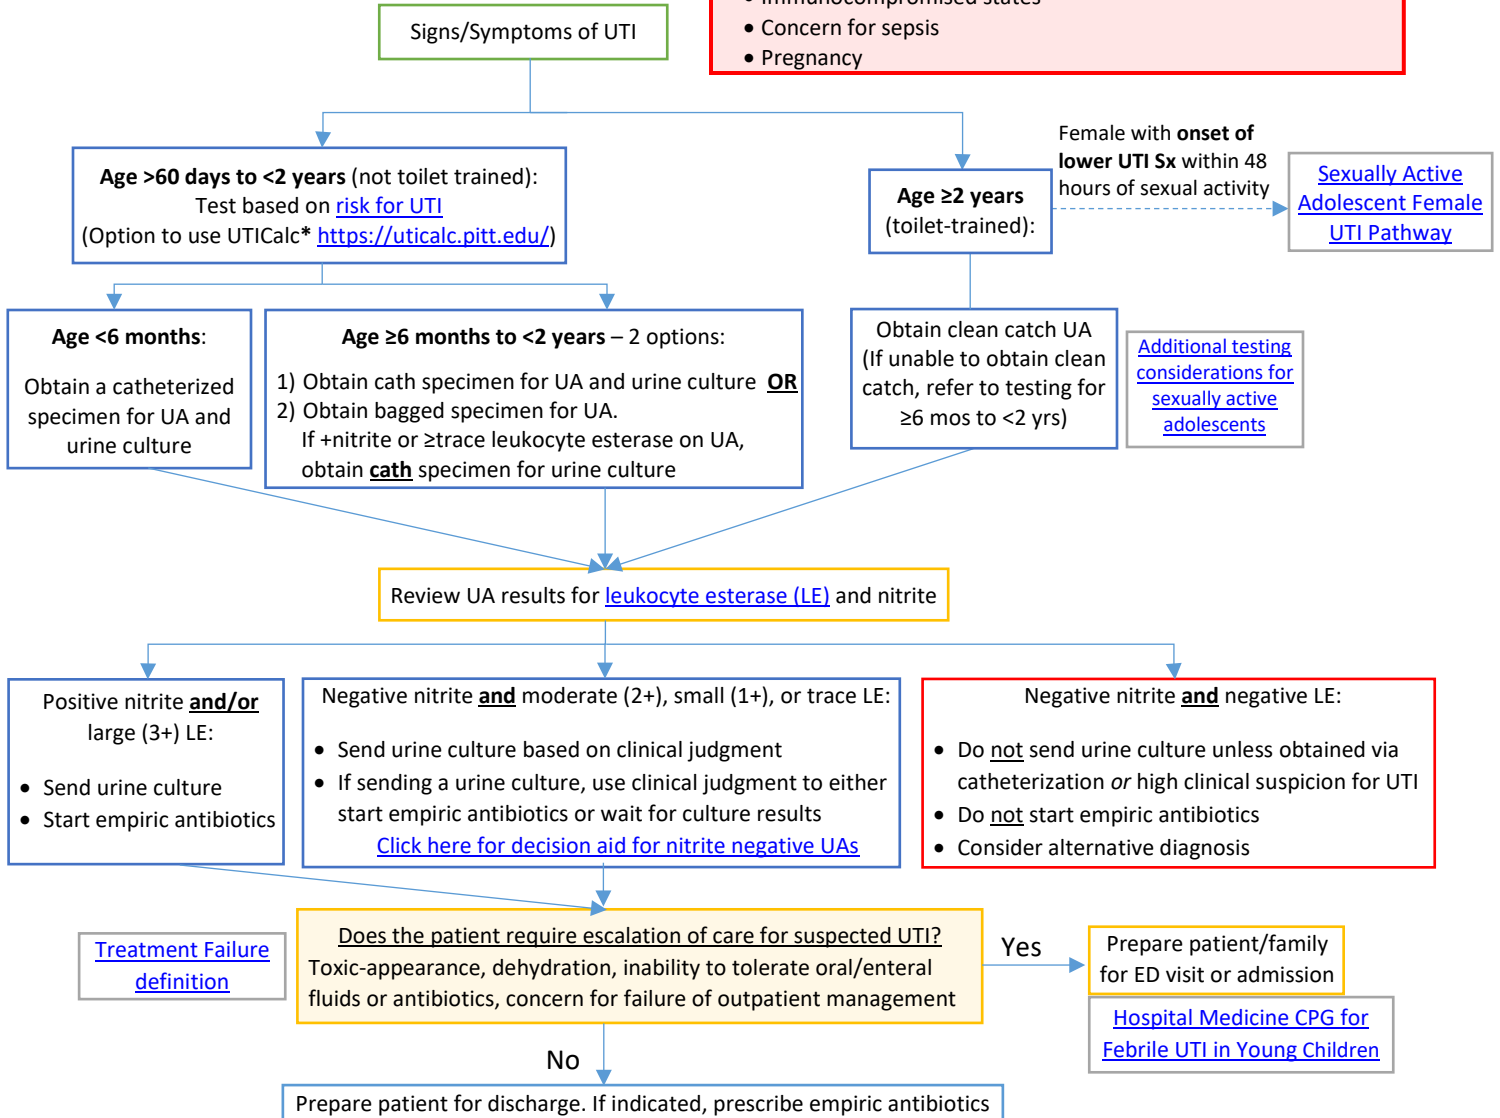 • Immunocompromised states
• Concern for sepsis
• Pregnancy
Signs/Symptoms of UTI
Age >60 days to <2 years (not toilet trained):
Test based on risk for UTI
(Option to use UTICalc* https://uticalc.pitt.edu/)
Age ≥2 years
(toilet-trained):
Female with onset of
lower UTI Sx within 48
hours of sexual activity
Sexually Active
Adolescent Female
UTI Pathway
Age <6 months:
Obtain a catheterized
specimen for UA and
urine culture
Age ≥6 months to <2 years – 2 options:
1) Obtain cath specimen for UA and urine culture OR
2) Obtain bagged specimen for UA.
If +nitrite or ≥trace leukocyte esterase on UA,
obtain cath specimen for urine culture
Obtain clean catch UA
(If unable to obtain clean
catch, refer to testing for
≥6 mos to <2 yrs)
Additional testing
considerations for
sexually active
adolescents
Review UA results for leukocyte esterase (LE) and nitrite
Positive nitrite and/or
large (3+) LE:
• Send urine culture
• Start empiric antibiotics
Negative nitrite and moderate (2+), small (1+), or trace LE:
• Send urine culture based on clinical judgment
• If sending a urine culture, use clinical judgment to either
start empiric antibiotics or wait for culture results
Click here for decision aid for nitrite negative UAs
Negative nitrite and negative LE:
• Do not send urine culture unless obtained via
catheterization or high clinical suspicion for UTI
• Do not start empiric antibiotics
• Consider alternative diagnosis
Treatment Failure
definition
Does the patient require escalation of care for suspected UTI?
Toxic-appearance, dehydration, inability to tolerate oral/enteral
fluids or antibiotics, concern for failure of outpatient management
Yes
Prepare patient/family
for ED visit or admission
Hospital Medicine CPG for
Febrile UTI in Young Children
No
Prepare patient for discharge. If indicated, prescribe empiric antibiotics